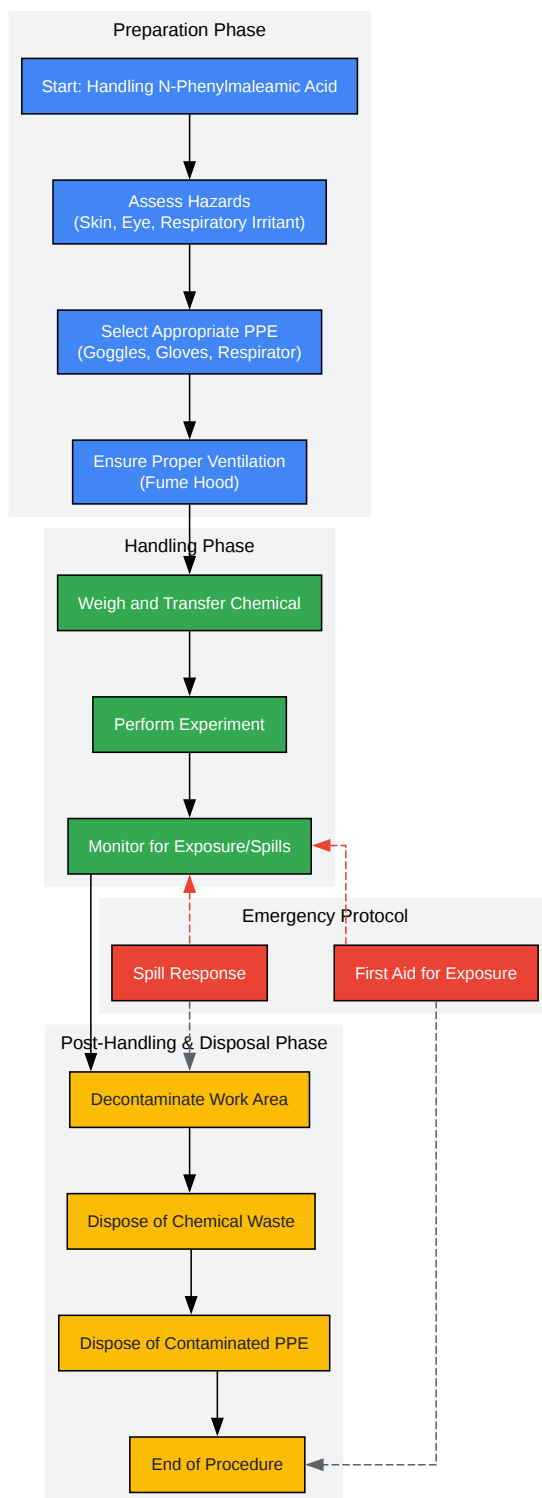 Preparation Phase
Start: Handling N-Phenylmaleamic Acid
Assess Hazards
(Skin, Eye, Respiratory Irritant)
Select Appropriate PPE
(Goggles, Gloves, Respirator)
Ensure Proper Ventilation
(Fume Hood)
Handling Phase
Weigh and Transfer Chemical
Perform Experiment
Monitor for Exposure/Spills
Emergency Protocol
Spill Response
First Aid for Exposure
Post-Handling & Disposal Phase
Decontaminate Work Area
Dispose of Chemical Waste
Dispose of Contaminated PPE
End of Procedure